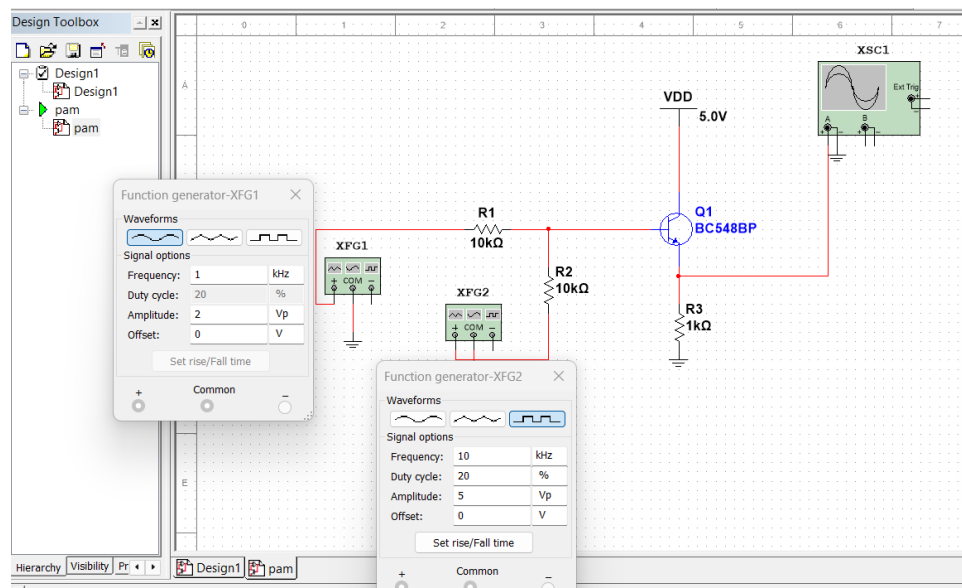 Design Toolbox
Design1
Design1
pam
pam
0 1 2 3 4 5 6 7
A
E
XSC1
Ext Trig
+
−
A
B
+ − + −
VDD
5.0V
Q1
BC548BP
R1
10kΩ
R2
10kΩ
R3
1kΩ
XFG1
+ COM −
XFG2
+ COM −
Function generator-XFG1
Waveforms
Signal options
Frequency: 1 kHz
Duty cycle: 20 %
Amplitude: 2 Vp
Offset: 0 V
Set rise/Fall time
+ Common −
Function generator-XFG2
Waveforms
Signal options
Frequency: 10 kHz
Duty cycle: 20 %
Amplitude: 5 Vp
Offset: 0 V
Set rise/Fall time
+ Common −
Hierarchy Visibility Pr
Design1 pam